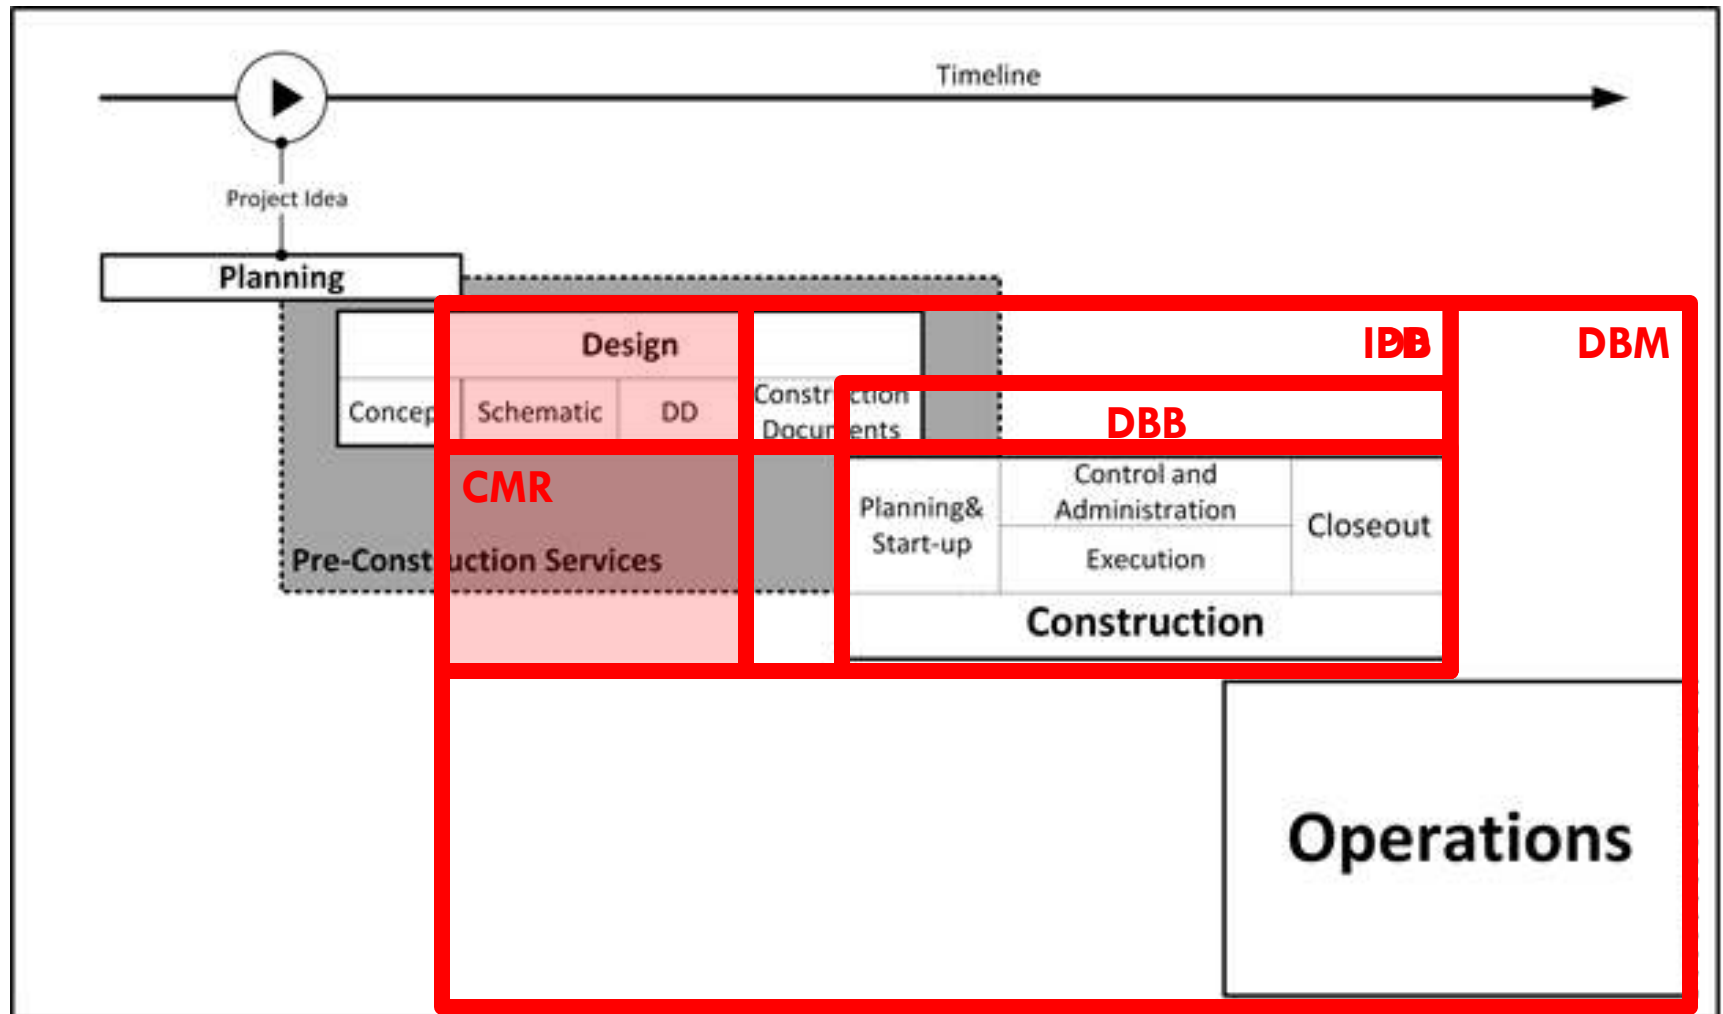 Timeline
Project Idea
Planning
Design
DBM
Concep
Schematic
DD
Construction
Documents
DBB
CMR
Planning&
Start-up
Control and
Administration
Execution
Closeout
Pre-Construction Services
Construction
Operations